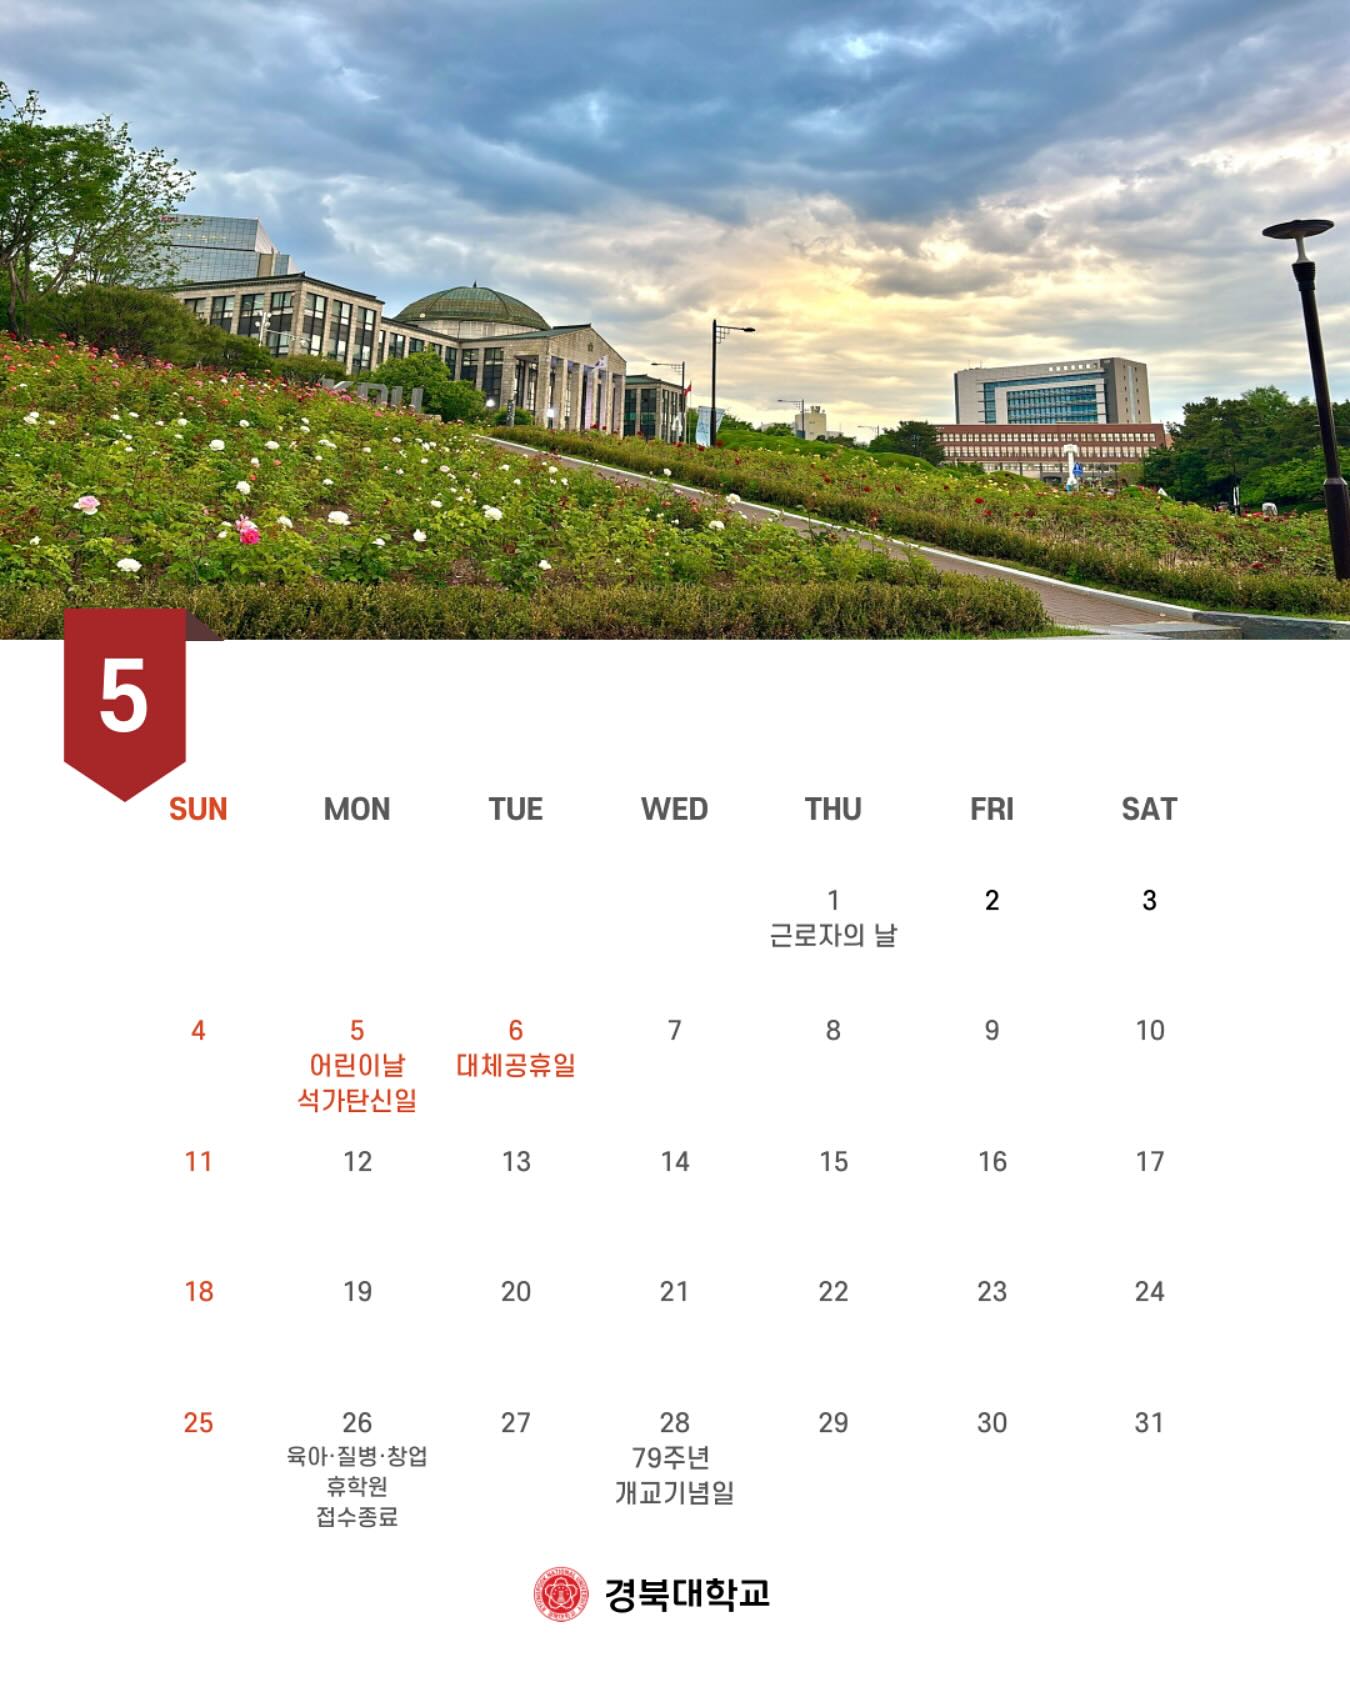 KNU
5
SUN MON TUE WED THU FRI SAT
1 2 3
근로자의 날
4 5 6 7 8 9 10
어린이날 대체공휴일
석가탄신일
11 12 13 14 15 16 17
18 19 20 21 22 23 24
25 26 27 28 29 30 31
육아·질병·창업 79주년
휴학원 개교기념일
접수종료
경북대학교